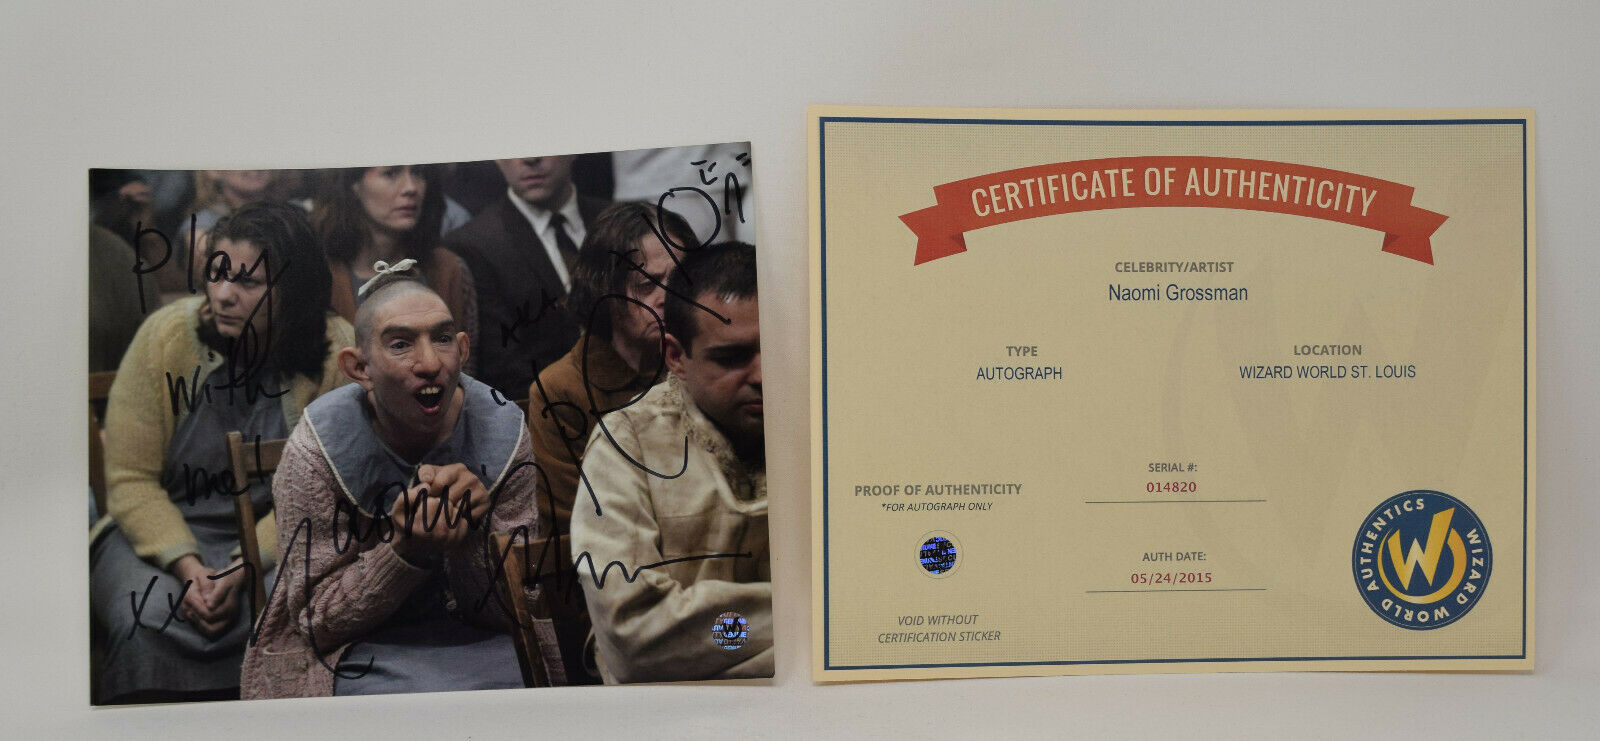 play
with
me!
xx
Naomi
AKA
"PEPPER"
CERTIFICATE OF AUTHENTICITY
CELEBRITY/ARTIST
Naomi Grossman
TYPE
AUTOGRAPH
LOCATION
WIZARD WORLD ST. LOUIS
PROOF OF AUTHENTICITY
*FOR AUTOGRAPH ONLY
SERIAL #:
014820
AUTH DATE:
05/24/2015
VOID WITHOUT
CERTIFICATION STICKER
WIZARD WORLD AUTHENTICS
W